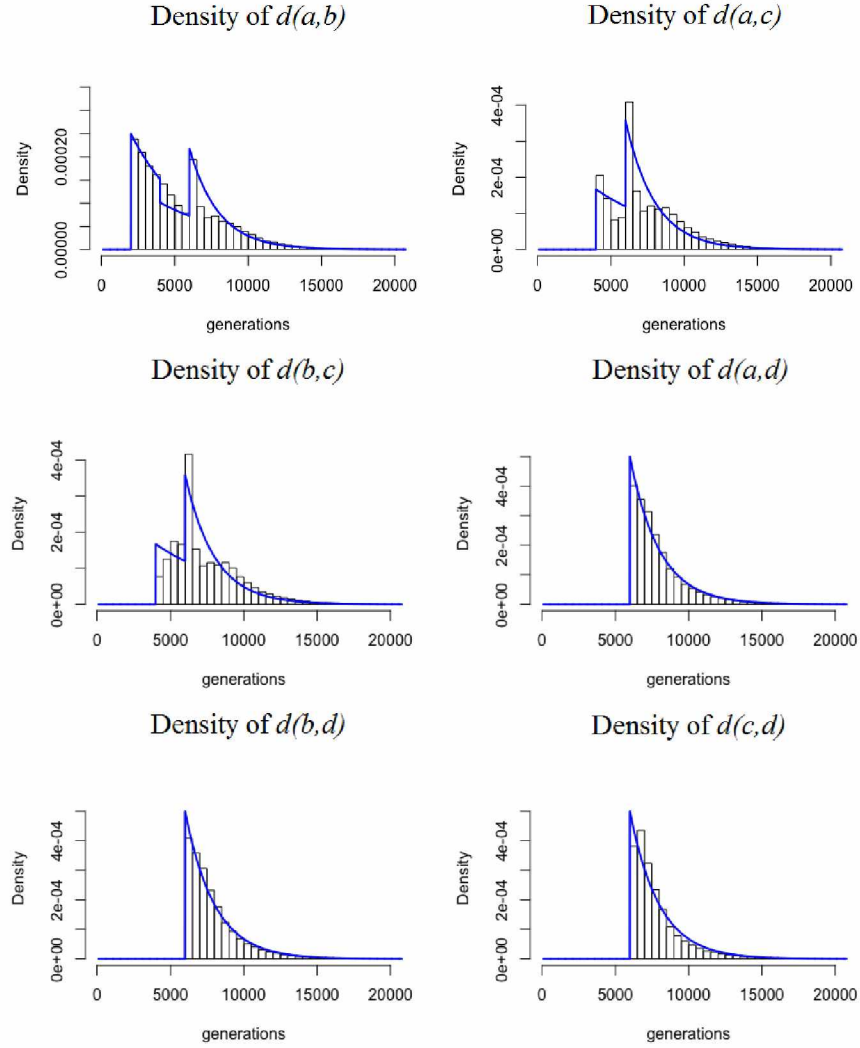 Density of d(a,b)
Density of d(a,c)
Density
0.00000
0.00020
0
5000
10000
15000
20000
generations
Density
0e+00
2e-04
4e-04
0
5000
10000
15000
20000
generations
Density of d(b,c)
Density of d(a,d)
Density
0e+00
2e-04
4e-04
0
5000
10000
15000
20000
generations
Density
0e+00
2e-04
4e-04
0
5000
10000
15000
20000
generations
Density of d(b,d)
Density of d(c,d)
Density
0e+00
2e-04
4e-04
0
5000
10000
15000
20000
generations
Density
0e+00
2e-04
4e-04
0
5000
10000
15000
20000
generations